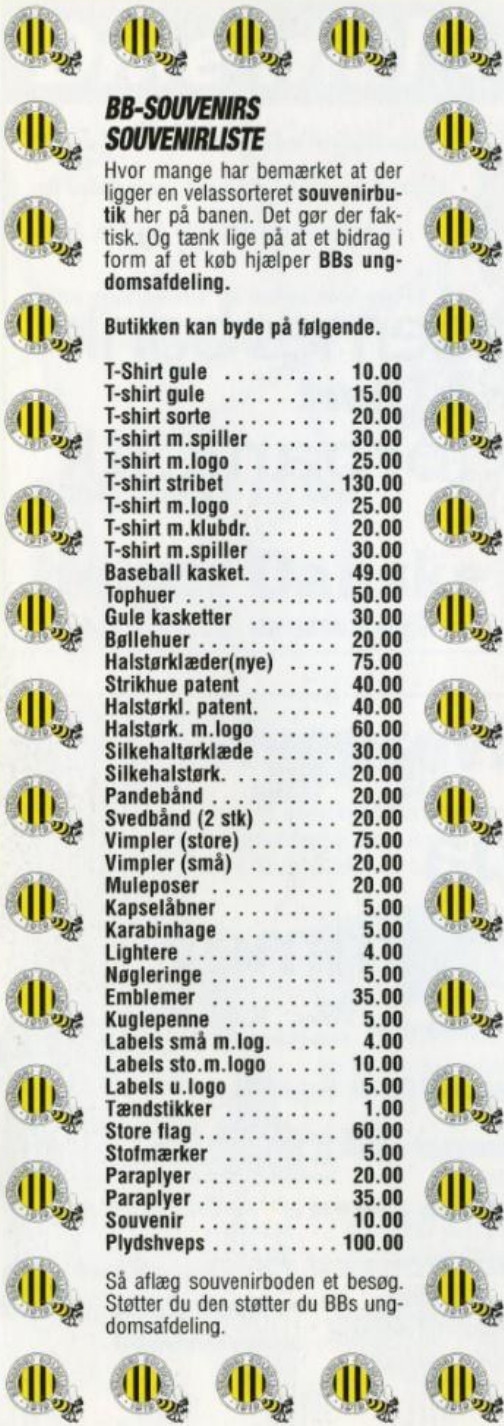 BB-SOUVENIRS
SOUVENIRLISTE
Hvor mange har bemærket at der
ligger en velassorteret souvenirbu-
tik her på banen. Det gør der fak-
tisk. Og tænk lige på at et bidrag i
form af et køb hjælper BBs ung-
domsafdeling.
Butikken kan byde på følgende.
T-Shirt gule . . . . . . . . . 10.00
T-shirt gule . . . . . . . . . 15.00
T-shirt sorte . . . . . . . . . 20.00
T-shirt m.spiller . . . . . . . 30.00
T-shirt m.logo . . . . . . . . 25.00
T-shirt stribet . . . . . . . . 130.00
T-shirt m.logo . . . . . . . . 25.00
T-shirt m.klubdr. . . . . . . . 20.00
T-shirt m.spiller . . . . . . . 30.00
Baseball kasket. . . . . . . 49.00
Tophuer . . . . . . . . . . . . 50.00
Gule kasketter . . . . . . . 30.00
Bøllehuer . . . . . . . . . . . 20.00
Halstørklæder(nye) . . . . 75.00
Strikhue patent . . . . . . . 40.00
Halstørkl. patent. . . . . . . 40.00
Halstørk. m.logo . . . . . . 60.00
Silkehaltørklæde . . . . . . 30.00
Silkehalstørk. . . . . . . . . 20.00
Pandebånd . . . . . . . . . . 20.00
Svedbånd (2 stk) . . . . . . 20.00
Vimpler (store) . . . . . . . 75.00
Vimpler (små) . . . . . . . 20,00
Muleposer . . . . . . . . . . 20.00
Kapselåbner . . . . . . . . . 5.00
Karabinhage . . . . . . . . . 5.00
Lightere . . . . . . . . . . . . 4.00
Nøgleringe . . . . . . . . . . 5.00
Emblemer . . . . . . . . . . 35.00
Kuglepenne . . . . . . . . . 5.00
Labels små m.log. . . . . . 4.00
Labels sto.m.logo . . . . . 10.00
Labels u.logo . . . . . . . . 5.00
Tændstikker . . . . . . . . . 1.00
Store flag . . . . . . . . . . . 60.00
Stofmærker . . . . . . . . . 5.00
Paraplyer . . . . . . . . . . . 20.00
Paraplyer . . . . . . . . . . . 35.00
Souvenir . . . . . . . . . . . 10.00
Plydshveps . . . . . . . . . . 100.00
Så aflæg souvenirboden et besøg.
Støtter du den støtter du BBs ung-
domsafdeling.